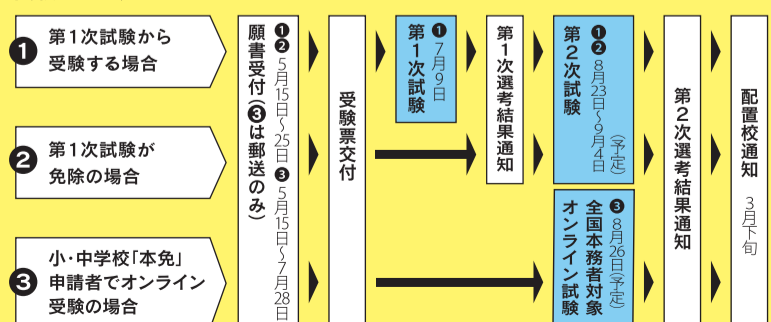 ❶
第1次試験から
受験する場合
❷
第1次試験が
免除の場合
❸
小・中学校「本免」
申請者でオンライン
受験の場合
願書受付(❸は郵送のみ)
❶❷ 5月15日〜25日 ❸ 5月15日〜7月28日
受験票交付
第1次試験
❶ 7月9日
第1次選考結果通知
第2次試験
❶❷ 8月23日〜9月4日(予定)
全国本務者対象
オンライン試験
❸ 8月26日(予定)
第2次選考結果通知
配置校通知 3月下旬